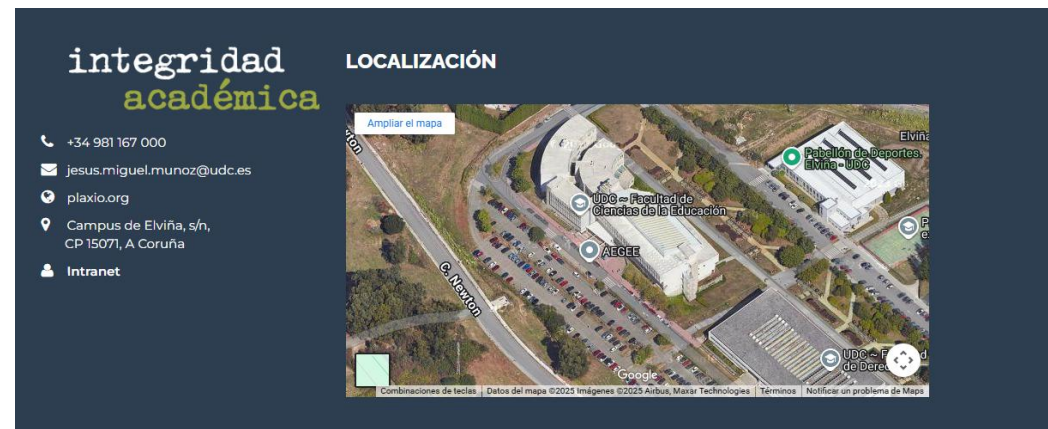 integridad
académica
+34 981 167 000
jesus.miguel.munoz@udc.es
plaxio.org
Campus de Elviña, s/n,
CP 15071, A Coruña
Intranet
LOCALIZACIÓN
Ampliar el mapa
Elviña
Pabellón de Deportes.
Elviña - UDC
UDC ~ Facultad de
Ciencias de la Educación
AEGEE
C. Newton
UDC ~
de Derec
Google
Combinaciones de teclas
Datos del mapa ©2025 Imágenes ©2025 Airbus, Maxar Technologies
Términos
Notificar un problema de Maps